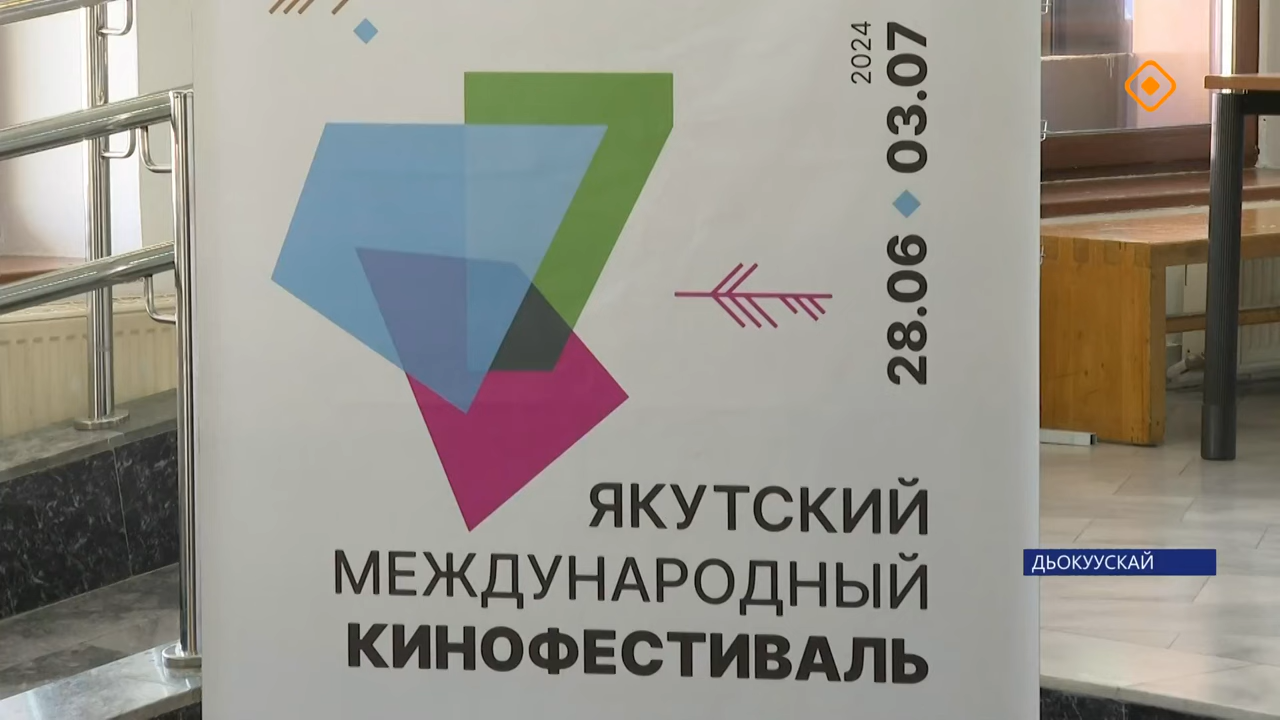 2024
28.06 03.07
ЯКУТСКИЙ
МЕЖДУНАРОДНЫЙ
КИНОФЕСТИВАЛЬ
ДЬОКУУСКАЙ